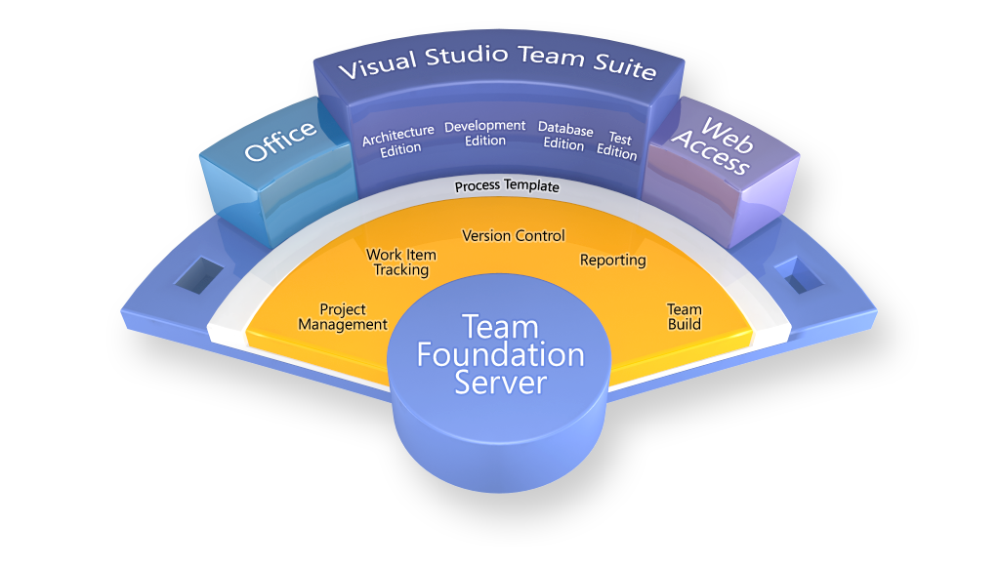 Visual Studio Team Suite
Office
Architecture
Edition
Development
Edition
Database
Edition
Test
Edition
Web
Access
Process Template
Version Control
Work Item
Tracking
Reporting
Project
Management
Team
Build
Team
Foundation
Server